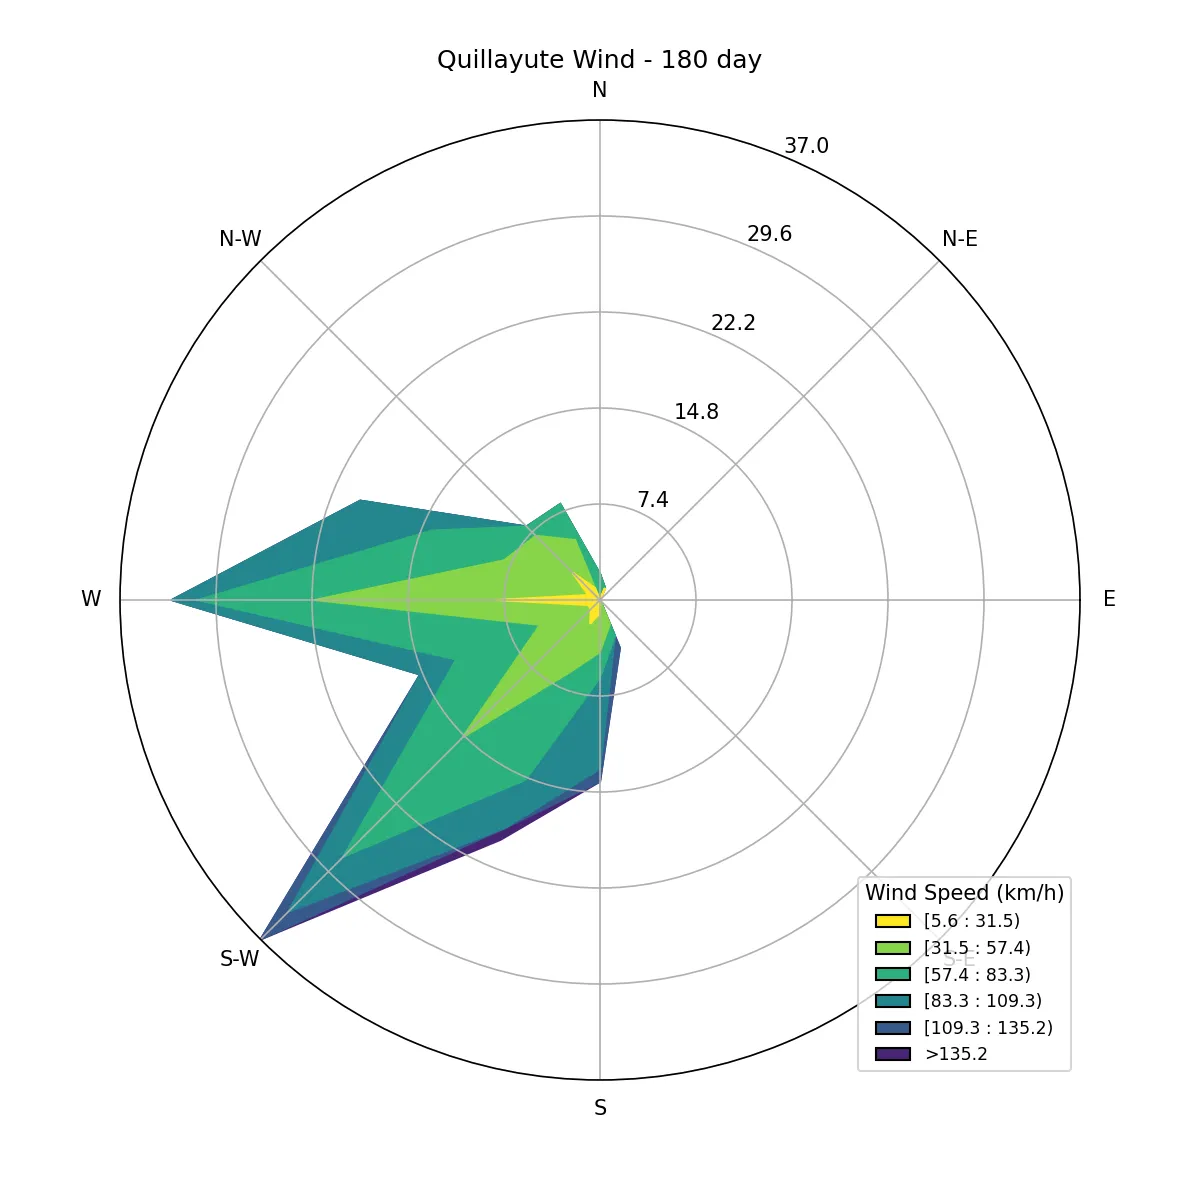 Quillayute Wind - 180 day
N
37.0
N-W
29.6
N-E
22.2
14.8
7.4
W
E
S-W
S-E
S
Wind Speed (km/h)
[5.6 : 31.5)
[31.5 : 57.4)
[57.4 : 83.3)
[83.3 : 109.3)
[109.3 : 135.2)
>135.2